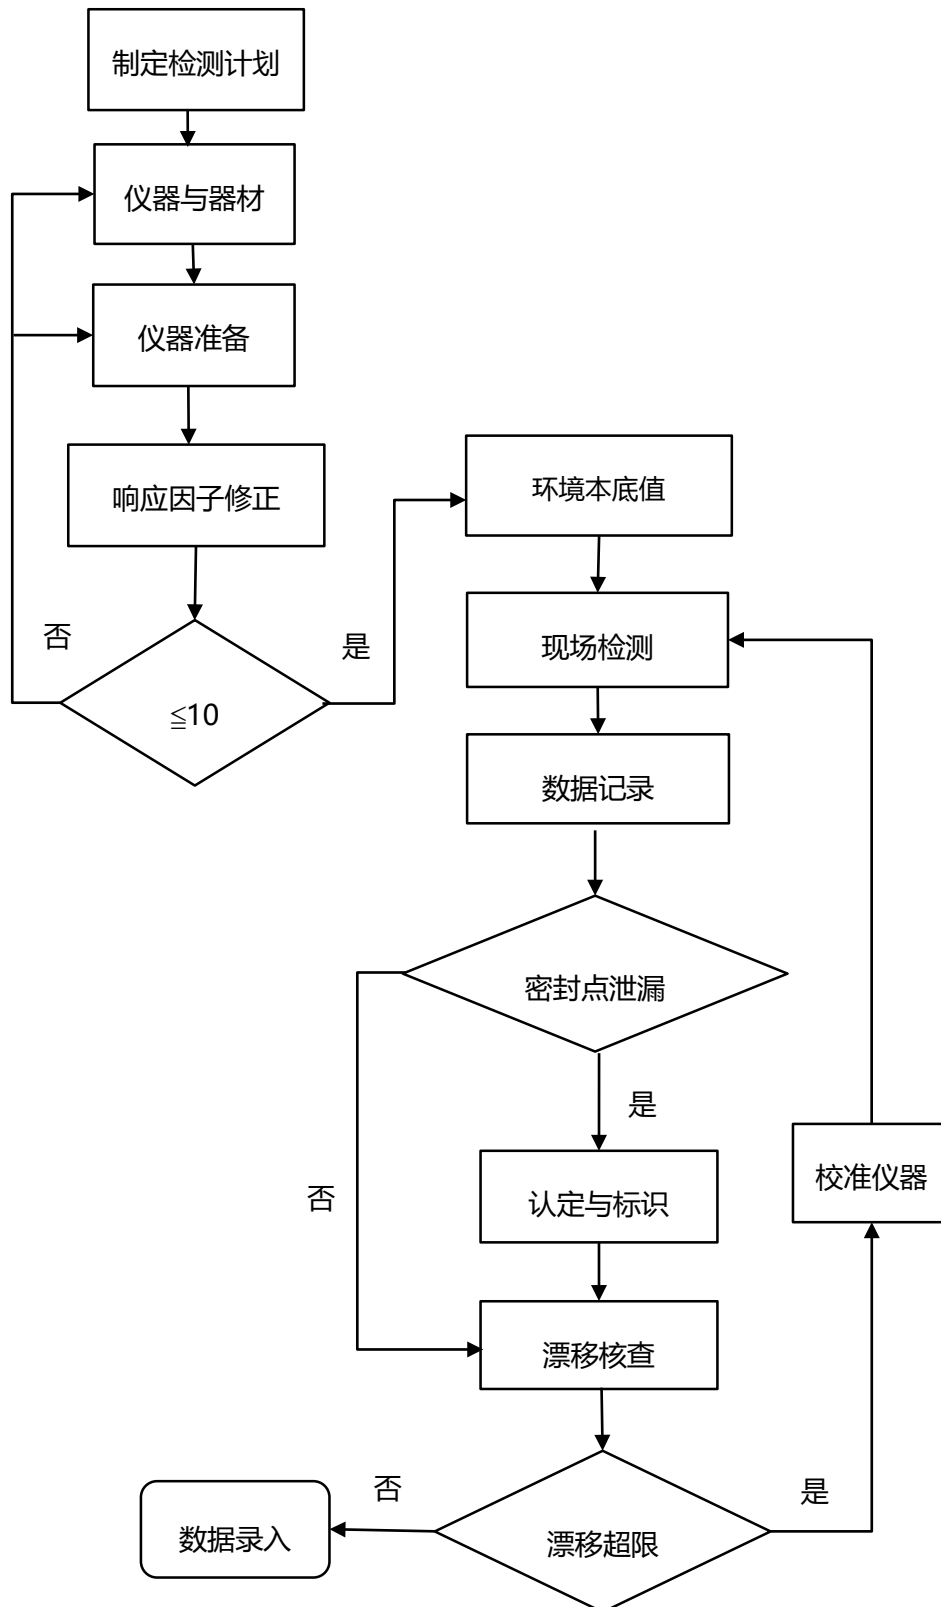 制定检测计划
仪器与器材
仪器准备
响应因子修正
否
≦10
是
环境本底值
现场检测
数据记录
密封点泄漏
是
否
认定与标识
校准仪器
漂移核查
否
漂移超限
是
数据录入